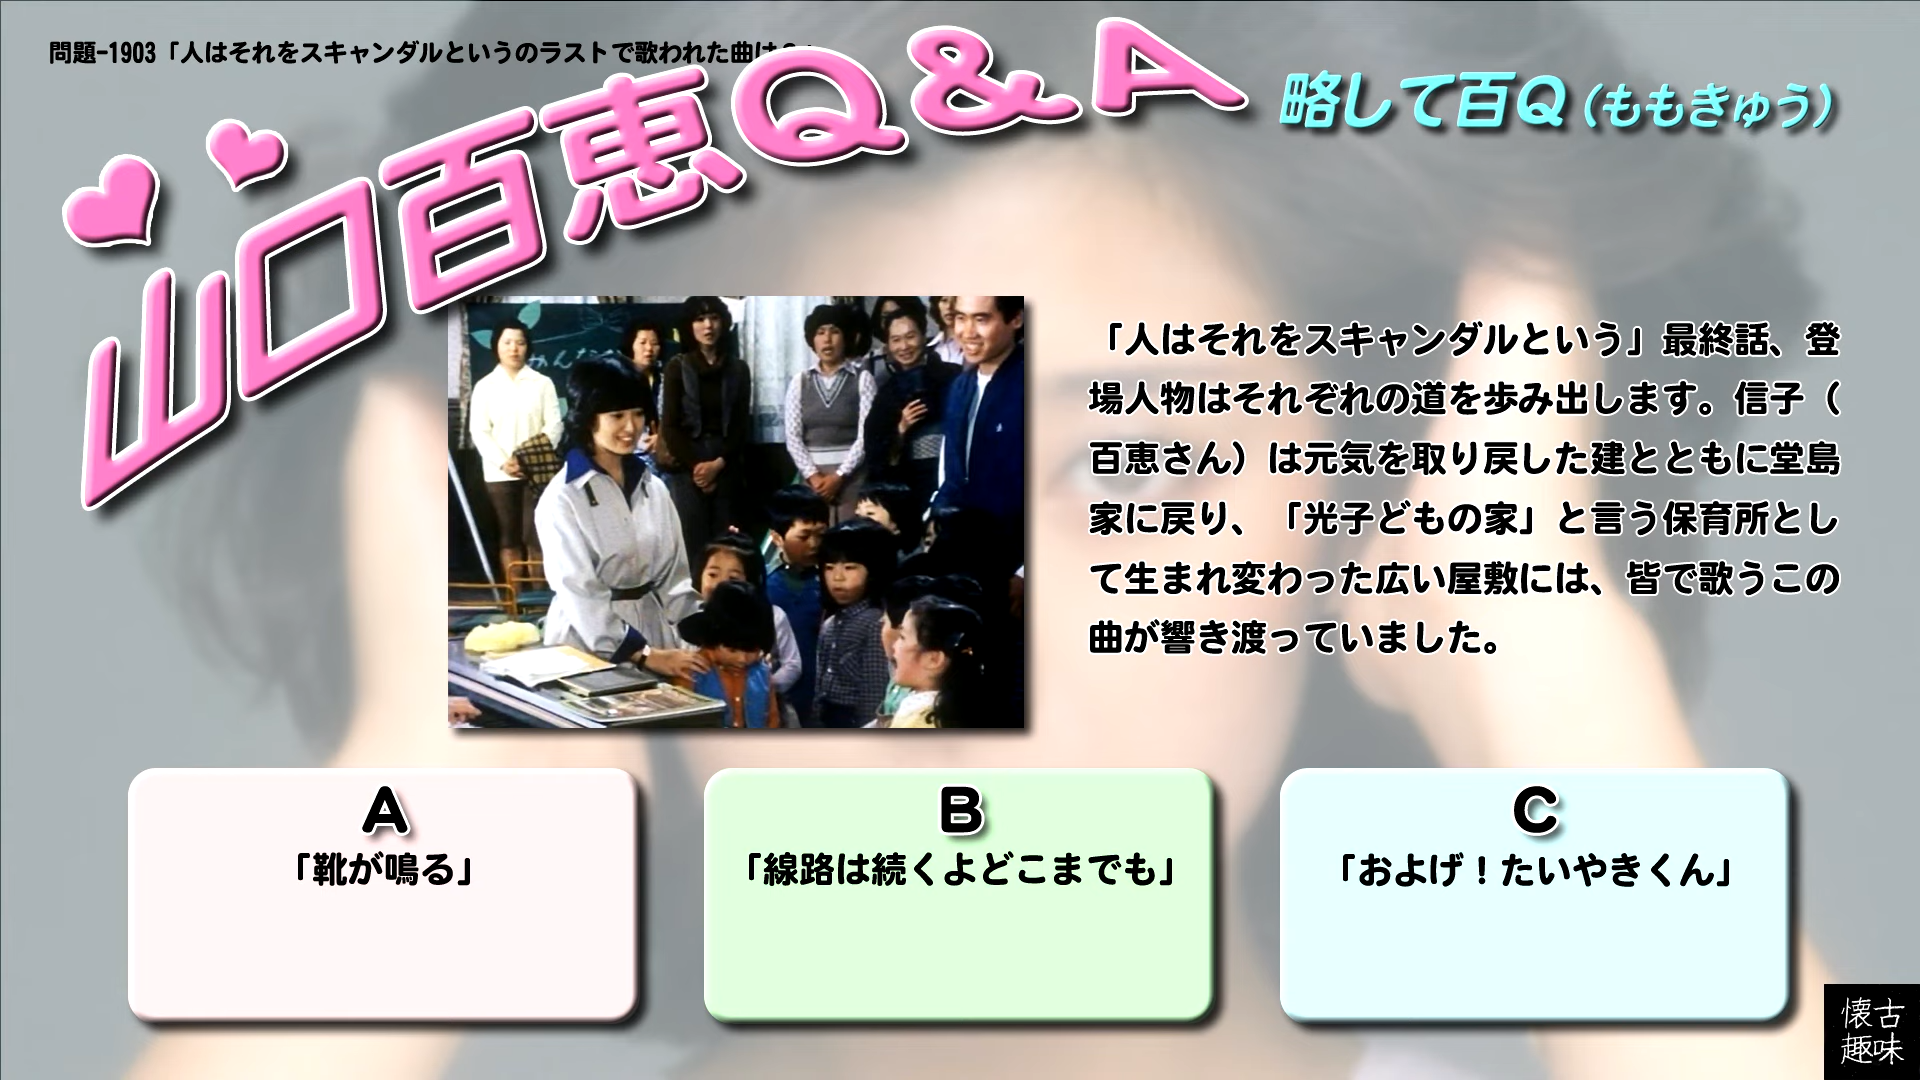 問題-1903「人はそれをスキャンダルというのラストで歌われた曲は？」
山口百恵Q&A
略して百Q（ももきゅう）
「人はそれをスキャンダルという」最終話、登
場人物はそれぞれの道を歩み出します。信子（
百恵さん）は元気を取り戻した建とともに堂島
家に戻り、「光子どもの家」と言う保育所とし
て生まれ変わった広い屋敷には、皆で歌うこの
曲が響き渡っていました。
みんな
A
「靴が鳴る」
B
「線路は続くよどこまでも」
C
「およげ！たいやきくん」
懐古
趣味